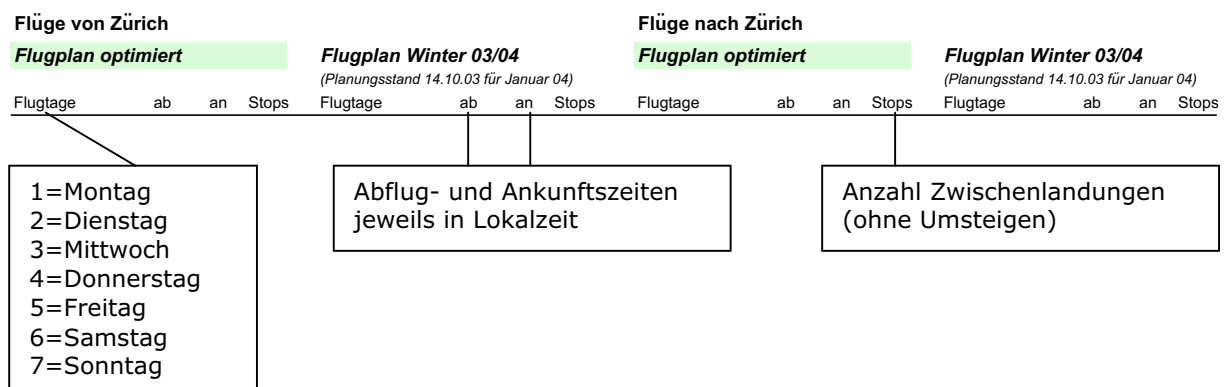 Flüge von Zürich Flüge nach Zürich
Flugplan optimiert Flugplan Winter 03/04 Flugplan optimiert Flugplan Winter 03/04
(Planungsstand 14.10.03 für Januar 04) (Planungsstand 14.10.03 für Januar 04)
Flugtage ab an Stops Flugtage ab an Stops Flugtage ab an Stops Flugtage ab an Stops
1=Montag
2=Dienstag
3=Mittwoch
4=Donnerstag
5=Freitag
6=Samstag
7=Sonntag
Abflug- und Ankunftszeiten
jeweils in Lokalzeit
Anzahl Zwischenlandungen
(ohne Umsteigen)